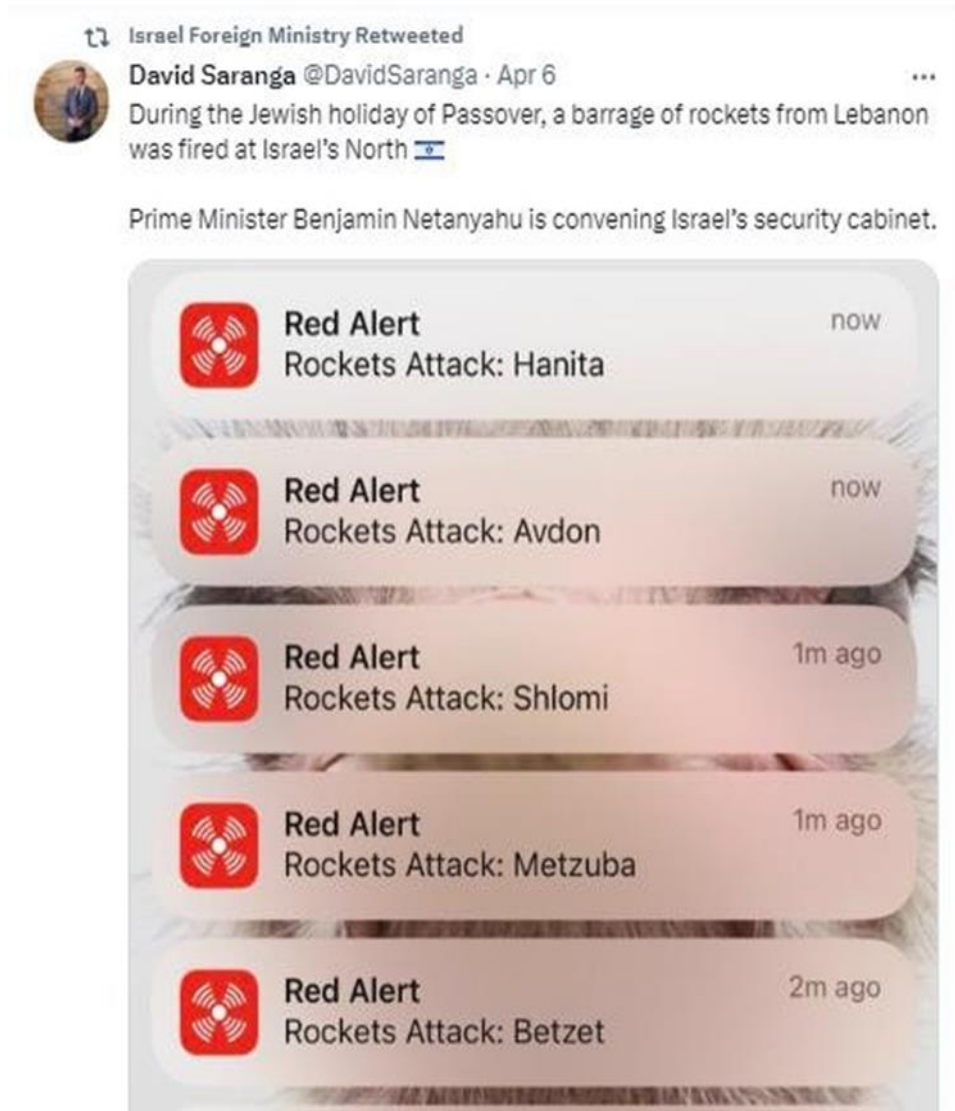 Israel Foreign Ministry Retweeted
David Saranga @DavidSaranga · Apr 6
During the Jewish holiday of Passover, a barrage of rockets from Lebanon
was fired at Israel's North 🇮🇱
Prime Minister Benjamin Netanyahu is convening Israel's security cabinet.
Red Alert now
Rockets Attack: Hanita
Red Alert now
Rockets Attack: Avdon
Red Alert 1m ago
Rockets Attack: Shlomi
Red Alert 1m ago
Rockets Attack: Metzuba
Red Alert 2m ago
Rockets Attack: Betzet